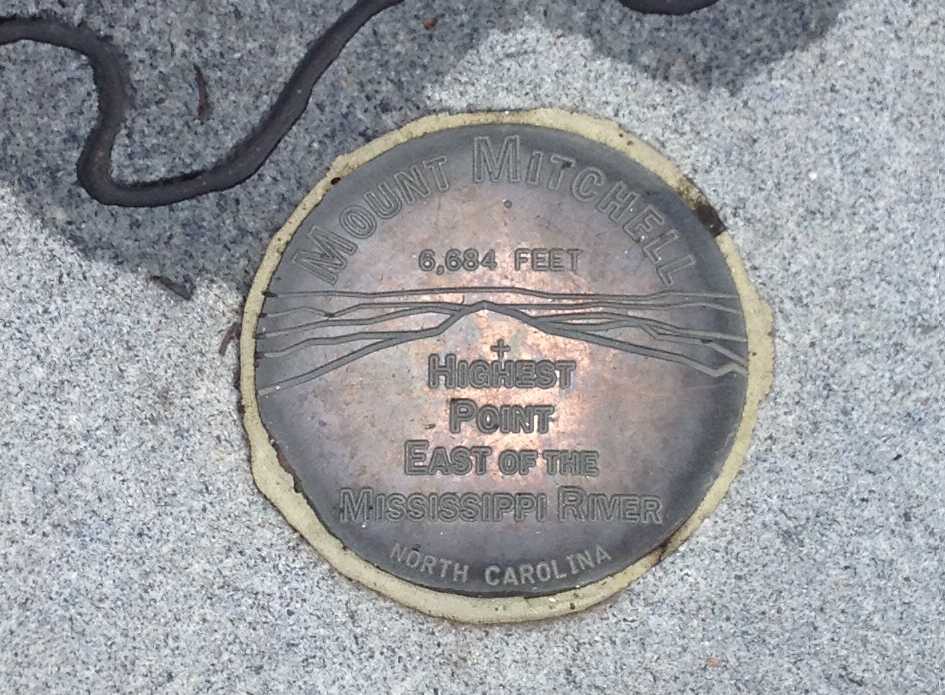 MOUNT MITCHELL
6,684 FEET
HIGHEST
POINT
EAST OF THE
MISSISSIPPI RIVER
NORTH CAROLINA